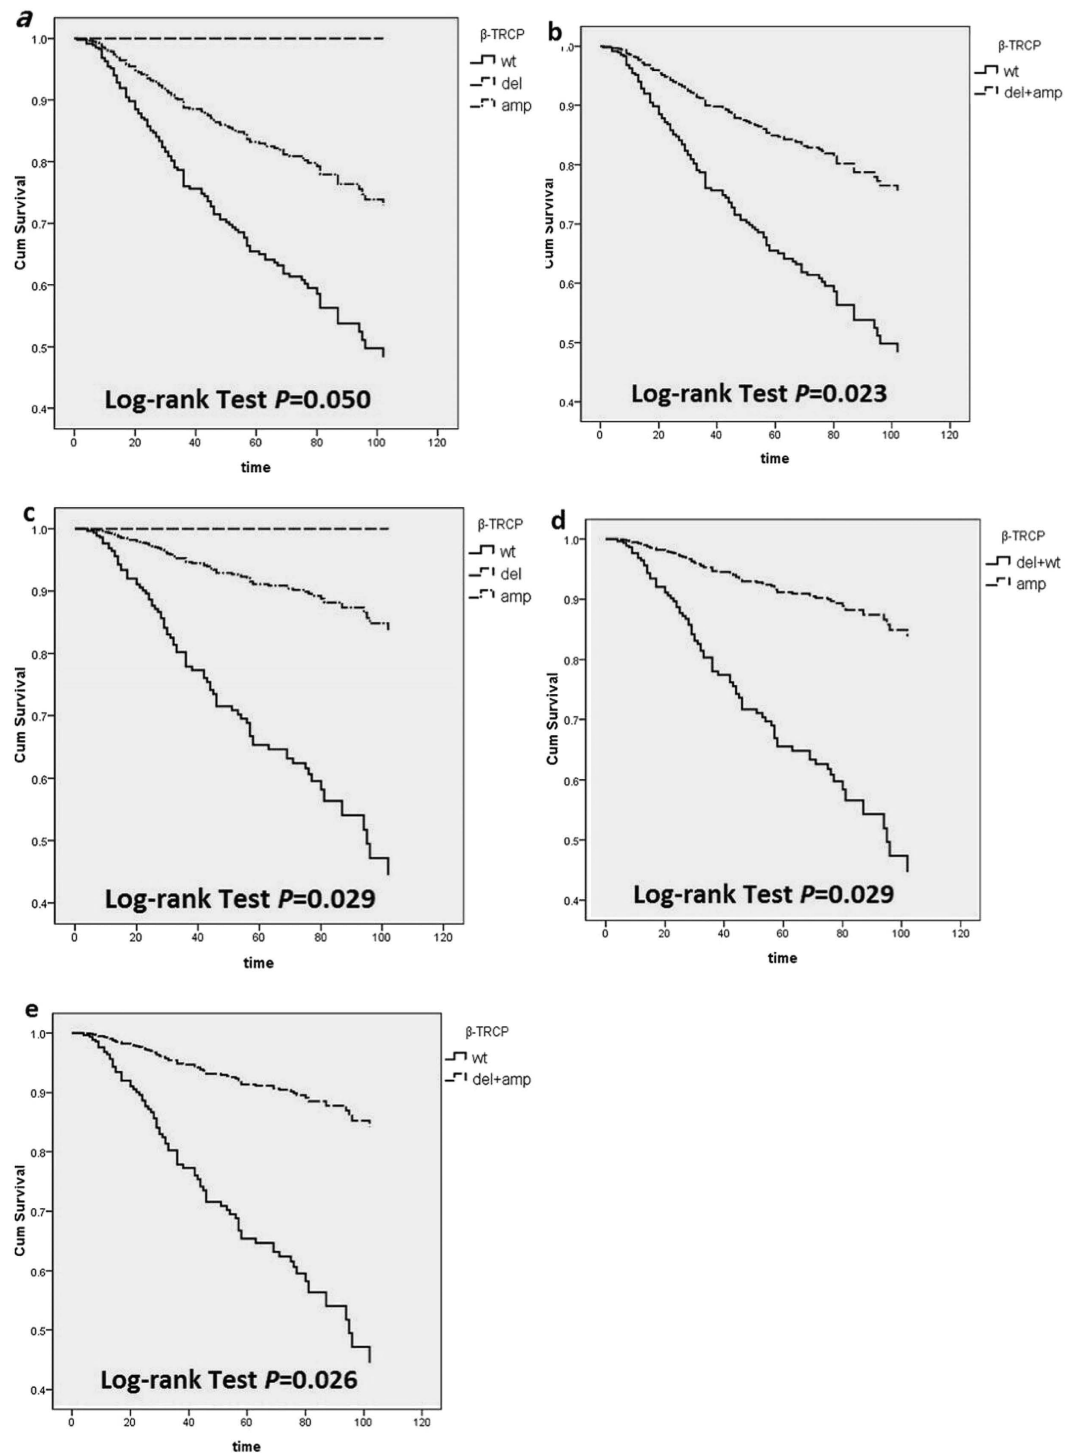 a
β-TRCP
wt
del
amp
1.0
0.9
0.8
0.7
0.6
0.5
0.4
Cum Survival
Log-rank Test P=0.050
0 20 40 60 80 100 120
time
b
β-TRCP
wt
del+amp
1.0
0.9
0.8
0.7
0.6
0.5
0.4
Cum Survival
Log-rank Test P=0.023
0 20 40 60 80 100 120
time
c
β-TRCP
wt
del
amp
1.0
0.9
0.8
0.7
0.6
0.5
0.4
Cum Survival
Log-rank Test P=0.029
0 20 40 60 80 100 120
time
d
β-TRCP
del+wt
amp
1.0
0.9
0.8
0.7
0.6
0.5
0.4
Cum Survival
Log-rank Test P=0.029
0 20 40 60 80 100 120
time
e
β-TRCP
wt
del+amp
1.0
0.9
0.8
0.7
0.6
0.5
0.4
Cum Survival
Log-rank Test P=0.026
0 20 40 60 80 100 120
time